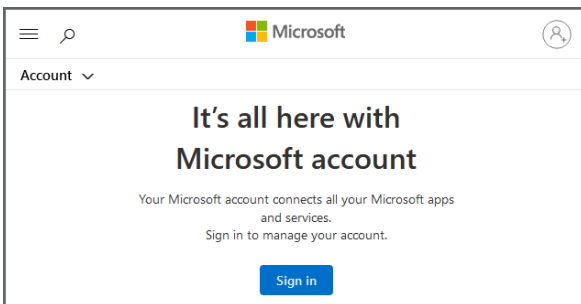 Microsoft
Account
It's all here with
Microsoft account
Your Microsoft account connects all your Microsoft apps
and services.
Sign in to manage your account.
Sign in